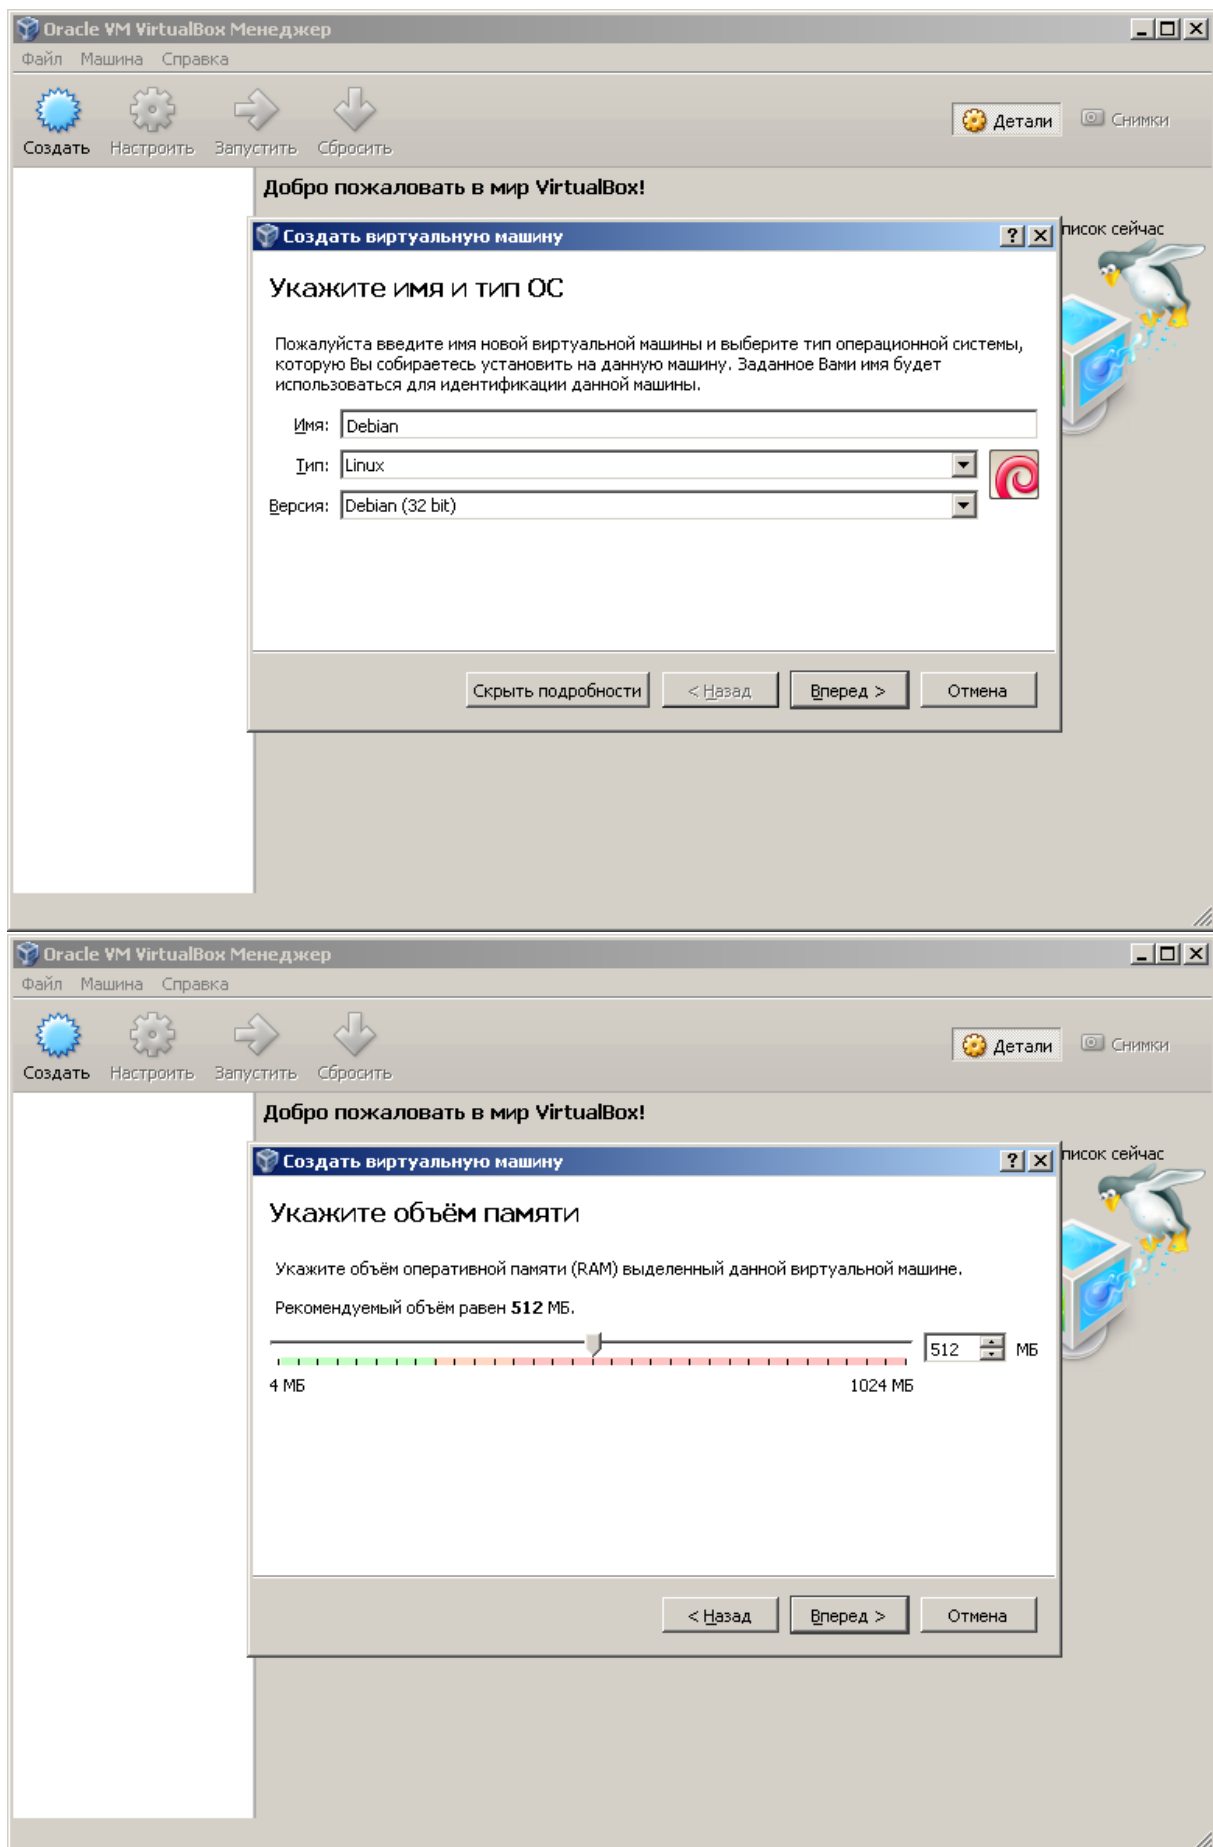 Oracle VM VirtualBox Менеджер
Файл Машина Справка
Создать Настроить Запустить Сбросить Детали Снимки
Добро пожаловать в мир VirtualBox!
писок сейчас
Создать виртуальную машину
Укажите имя и тип ОС
Пожалуйста введите имя новой виртуальной машины и выберите тип операционной системы,
которую Вы собираетесь установить на данную машину. Заданное Вами имя будет
использоваться для идентификации данной машины.
Имя: Debian
Тип: Linux
Версия: Debian (32 bit)
Скрыть подробности < Назад Вперед > Отмена
Oracle VM VirtualBox Менеджер
Файл Машина Справка
Создать Настроить Запустить Сбросить Детали Снимки
Добро пожаловать в мир VirtualBox!
писок сейчас
Создать виртуальную машину
Укажите объём памяти
Укажите объём оперативной памяти (RAM) выделенный данной виртуальной машине.
Рекомендуемый объём равен 512 МБ.
512 МБ
4 МБ 1024 МБ
< Назад Вперед > Отмена